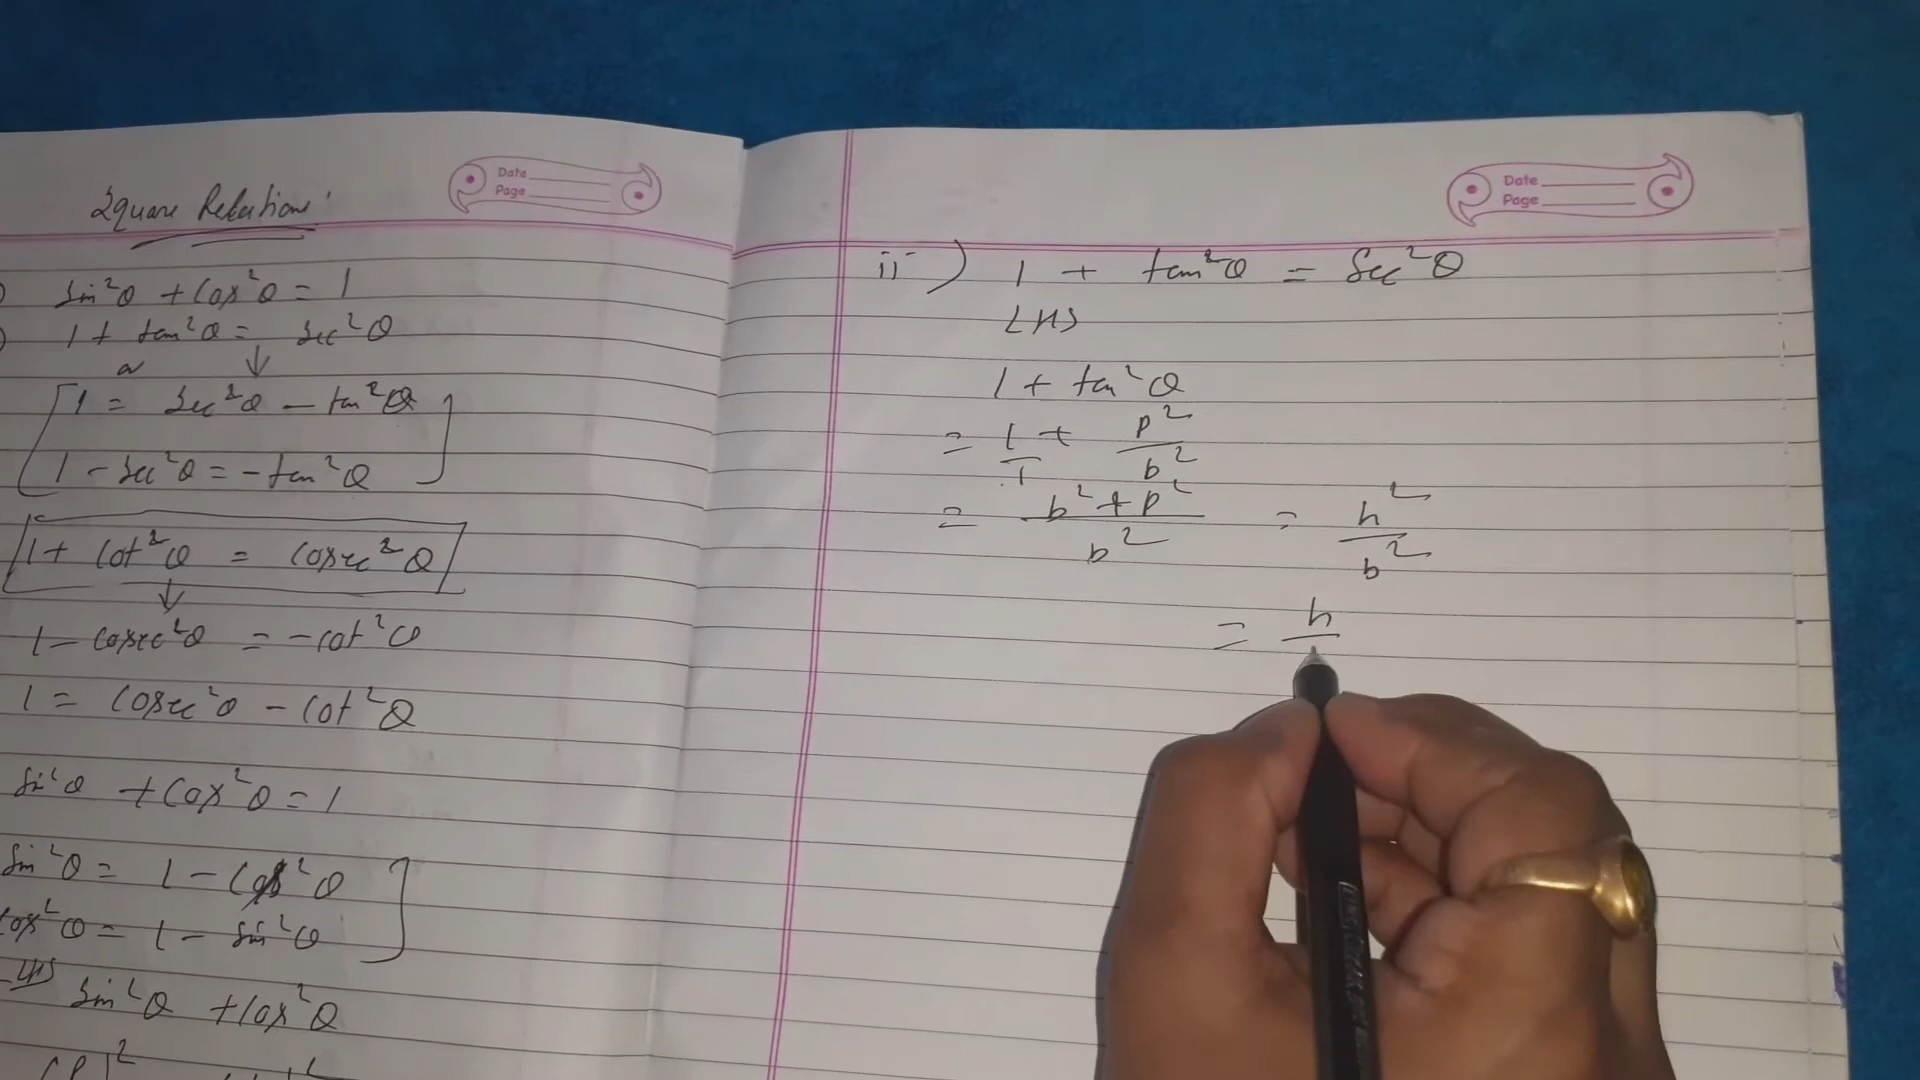 Date
Page
Square Relations:
sin²θ + cos²θ = 1
1 + tan²θ = sec²θ
1 = sec²θ − tan²θ
1 − sec²θ = −tan²θ
1 + cot²θ = cosec²θ
1 − cosec²θ = −cot²θ
1 = cosec²θ − cot²θ
sin²θ + cos²θ = 1
sin²θ = 1 − cos²θ
cos²θ = 1 − sin²θ
LHS
sin²θ + cos²θ
Date
Page
ii) 1 + tan²θ = sec²θ
LHS
1 + tan²θ
= 1/1 + p²/b²
= b² + p²/b² = h²/b²
= h